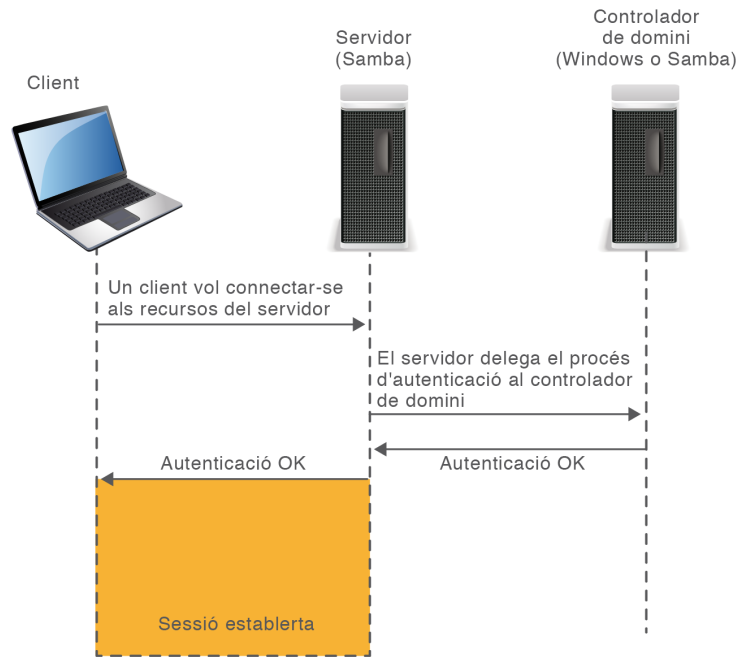 Client
Servidor
(Samba)
Controlador
de domini
(Windows o Samba)
Un client vol connectar-se
als recursos del servidor
El servidor delega el procés
d'autenticació al controlador
de domini
Autenticació OK
Autenticació OK
Sessió establerta